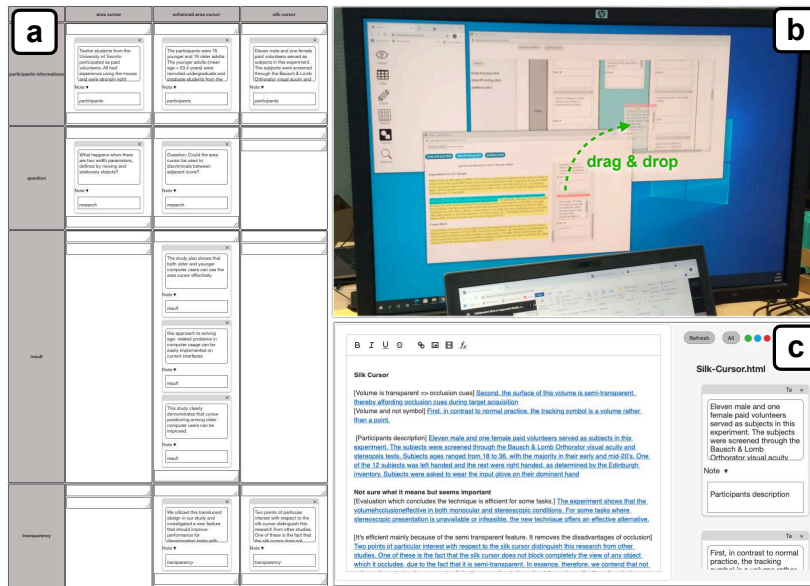 a
area cursor
enhanced area cursor
silk cursor
participants informations
Twelve students from the
University of Toronto
participated as paid
volunteers. All had
experience using the mouse
and were strongly right
Note ▼
participants
The participants were 16
younger and 16 older adults.
The younger adults (mean
age = 23.4 years) were
recruited undergraduate and
graduate students from the
Note ▼
participants
Eleven male and one female
paid volunteers served as
subjects in this experiment.
The subjects were screened
through the Bausch & Lomb
Orthorator visual acuity and
Note ▼
participants
question
What happens when there
are two width parameters,
defined by moving and
stationary objects?
Note ▼
research
Question: Could the area
cursor be used to
discriminate between
adjacent icons?
Note ▼
research
result
The study also shows that
both older and younger
computer users can use the
area cursor effectively
Note ▼
result
this approach to solving
age- related problems in
computer usage can be
easily implemented on
current interfaces
Note ▼
result
This study clearly
demonstrates that cursor
positioning among older
computer users can be
improved
Note ▼
result
transparency
We utilized this translucent
design in our study and
investigated a new feature
that should improve
performance for
discrimination tasks with
Note ▼
transparency
Two points of particular
interest with respect to the
silk cursor distinguish this
research from other studies.
One of these is the fact that
the silk cursor does not
Note ▼
transparency
b
hp
drag & drop
c
B I U
fx
Silk Cursor
[Volume is transparent => occlusion cues] Second, the surface of this volume is semi-transparent,
thereby affording occlusion cues during target acquisition
[Volume and not symbol] First, in contrast to normal practice, the tracking symbol is a volume rather
than a point.
[Participants description] Eleven male and one female paid volunteers served as subjects in this
experiment. The subjects were screened through the Bausch & Lomb Orthorator visual acuity and
stereopsis tests. Subjects ages ranged from 18 to 36, with the majority in their early and mid-20's. One
of the 12 subjects was left handed and the rest were right handed, as determined by the Edinburgh
inventory. Subjects were asked to wear the input glove on their dominant hand
Not sure what it means but seems important
[Evaluation which concludes the technique is efficient for some tasks.] The experiment shows that the
volumehcclusioneffective in both monocular and stereoscopic conditions. For some tasks where
stereoscopic presentation is unavailable or infeasible, the new techniaue offers an effective alternative.
[It's efficient mainly because of the semi transparent feature. It removes the disadvantages of occlusion]
Two points of particular interest with respect to the silk cursor distinguish this research from other
studies. One of these is the fact that the silk cursor does not block completely the view of any object
which it occludes, due to the fact that it is semi-transparent. In essence, therefore, we contend that not
Refresh
All
Silk-Cursor.html
Ta ×
Eleven male and one
female paid volunteers
served as subjects in this
experiment. The subjects
were screened through the
Bausch & Lomb
Orthorator visual acuity
Note ▼
Participants description
Ta ×
First, in contrast to normal
practice, the tracking
symbol is a volume rather